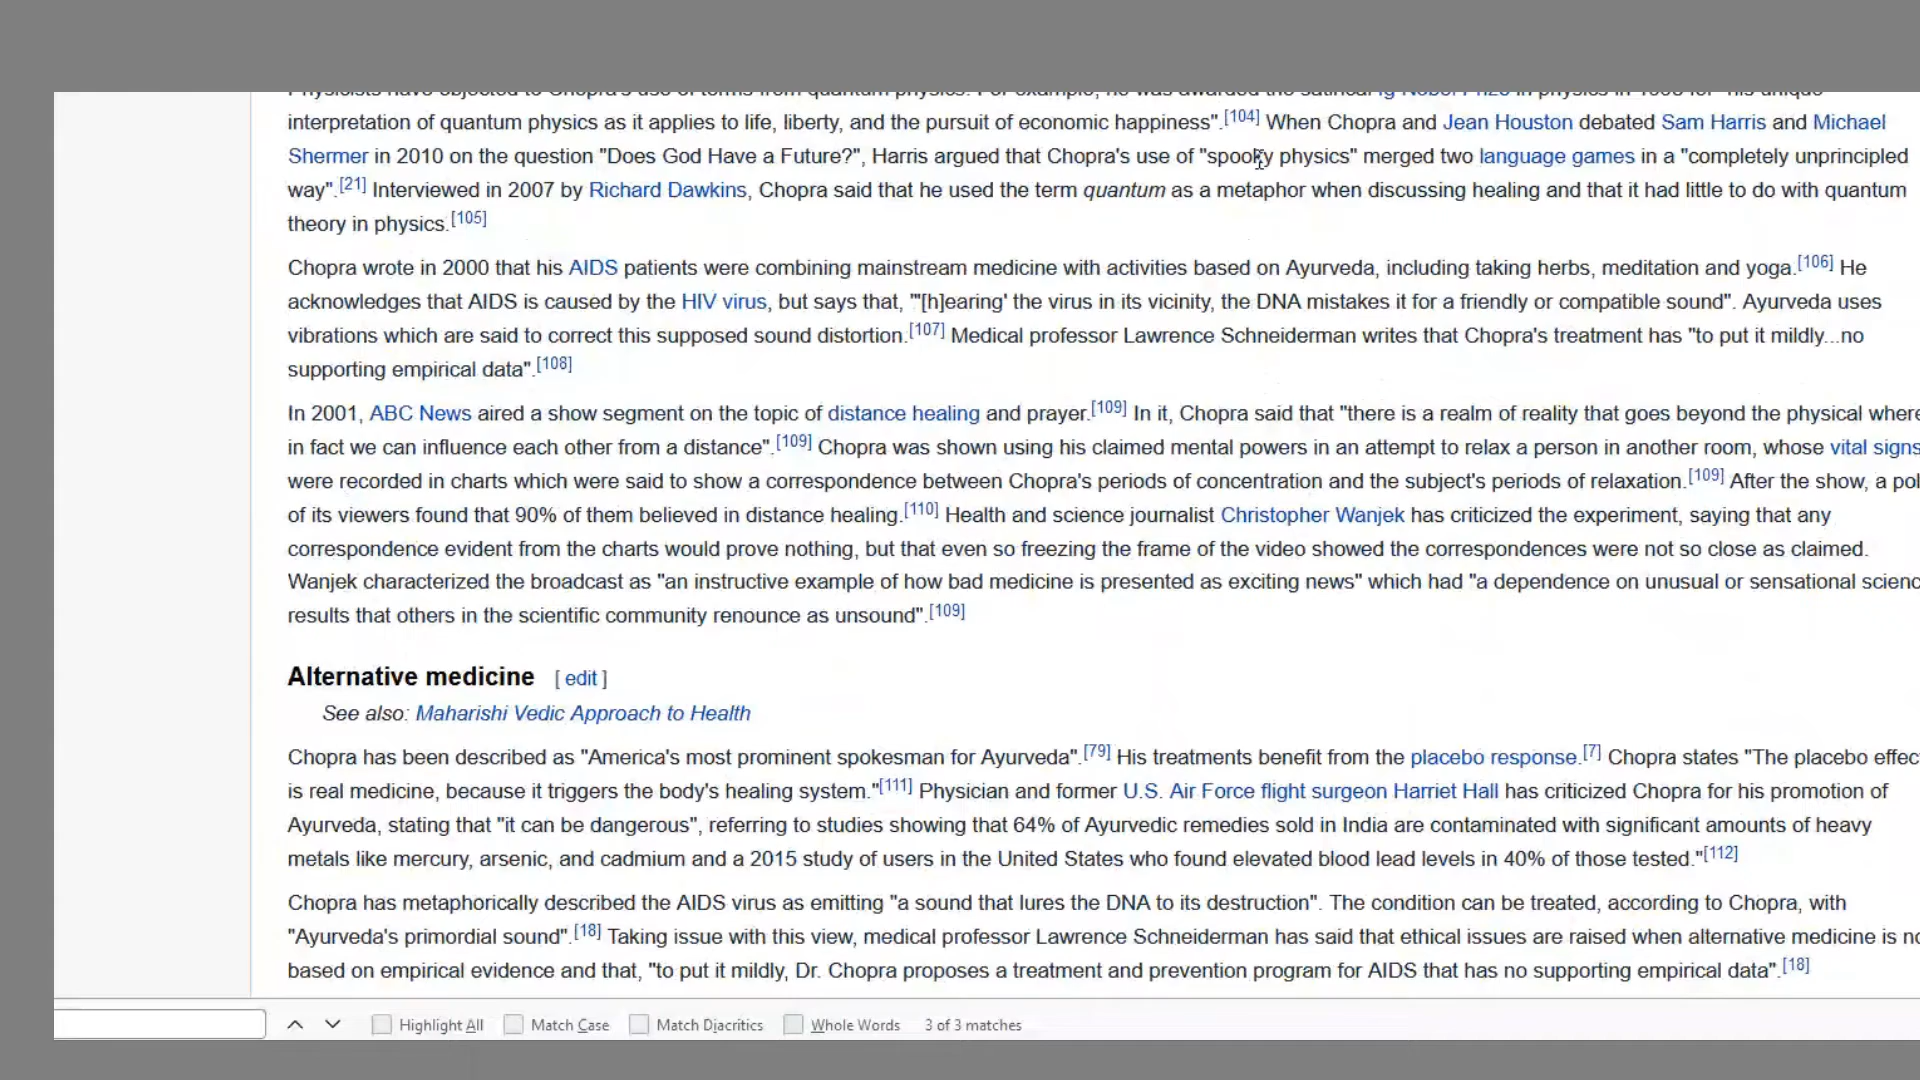 interpretation of quantum physics as it applies to life, liberty, and the pursuit of economic happiness".[104] When Chopra and Jean Houston debated Sam Harris and Michael
Shermer in 2010 on the question "Does God Have a Future?", Harris argued that Chopra's use of "spooky physics" merged two language games in a "completely unprincipled
way".[21] Interviewed in 2007 by Richard Dawkins, Chopra said that he used the term quantum as a metaphor when discussing healing and that it had little to do with quantum
theory in physics.[105]
Chopra wrote in 2000 that his AIDS patients were combining mainstream medicine with activities based on Ayurveda, including taking herbs, meditation and yoga.[106] He
acknowledges that AIDS is caused by the HIV virus, but says that, "'[h]earing' the virus in its vicinity, the DNA mistakes it for a friendly or compatible sound". Ayurveda uses
vibrations which are said to correct this supposed sound distortion.[107] Medical professor Lawrence Schneiderman writes that Chopra's treatment has "to put it mildly...no
supporting empirical data".[108]
In 2001, ABC News aired a show segment on the topic of distance healing and prayer.[109] In it, Chopra said that "there is a realm of reality that goes beyond the physical where
in fact we can influence each other from a distance".[109] Chopra was shown using his claimed mental powers in an attempt to relax a person in another room, whose vital signs
were recorded in charts which were said to show a correspondence between Chopra's periods of concentration and the subject's periods of relaxation.[109] After the show, a pol
of its viewers found that 90% of them believed in distance healing.[110] Health and science journalist Christopher Wanjek has criticized the experiment, saying that any
correspondence evident from the charts would prove nothing, but that even so freezing the frame of the video showed the correspondences were not so close as claimed.
Wanjek characterized the broadcast as "an instructive example of how bad medicine is presented as exciting news" which had "a dependence on unusual or sensational scienc
results that others in the scientific community renounce as unsound".[109]
Alternative medicine [ edit ]
See also: Maharishi Vedic Approach to Health
Chopra has been described as "America's most prominent spokesman for Ayurveda".[79] His treatments benefit from the placebo response.[7] Chopra states "The placebo effec
is real medicine, because it triggers the body's healing system."[111] Physician and former U.S. Air Force flight surgeon Harriet Hall has criticized Chopra for his promotion of
Ayurveda, stating that "it can be dangerous", referring to studies showing that 64% of Ayurvedic remedies sold in India are contaminated with significant amounts of heavy
metals like mercury, arsenic, and cadmium and a 2015 study of users in the United States who found elevated blood lead levels in 40% of those tested."[112]
Chopra has metaphorically described the AIDS virus as emitting "a sound that lures the DNA to its destruction". The condition can be treated, according to Chopra, with
"Ayurveda's primordial sound".[18] Taking issue with this view, medical professor Lawrence Schneiderman has said that ethical issues are raised when alternative medicine is no
based on empirical evidence and that, "to put it mildly, Dr. Chopra proposes a treatment and prevention program for AIDS that has no supporting empirical data".[18]
Highlight All Match Case Match Diacritics Whole Words 3 of 3 matches